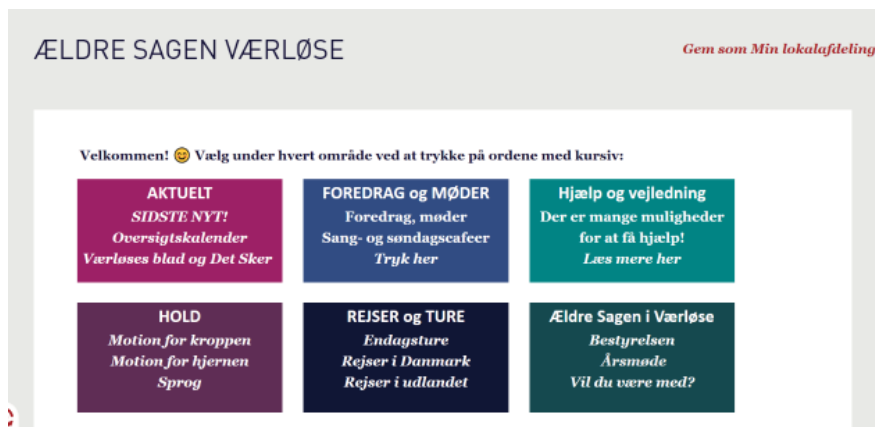 ÆLDRE SAGEN VÆRLØSE
Gem som Min lokalafdeling
Velkommen! 😊 Vælg under hvert område ved at trykke på ordene med kursiv:
AKTUELT
SIDSTE NYT!
Oversigtskalender
Værløses blad og Det Sker
FOREDRAG og MØDER
Foredrag, møder
Sang- og søndagscafeer
Tryk her
Hjælp og vejledning
Der er mange muligheder
for at få hjælp!
Læs mere her
HOLD
Motion for kroppen
Motion for hjernen
Sprog
REJSER og TURE
Endagsture
Rejser i Danmark
Rejser i udlandet
Ældre Sagen i Værløse
Bestyrelsen
Årsmøde
Vil du være med?